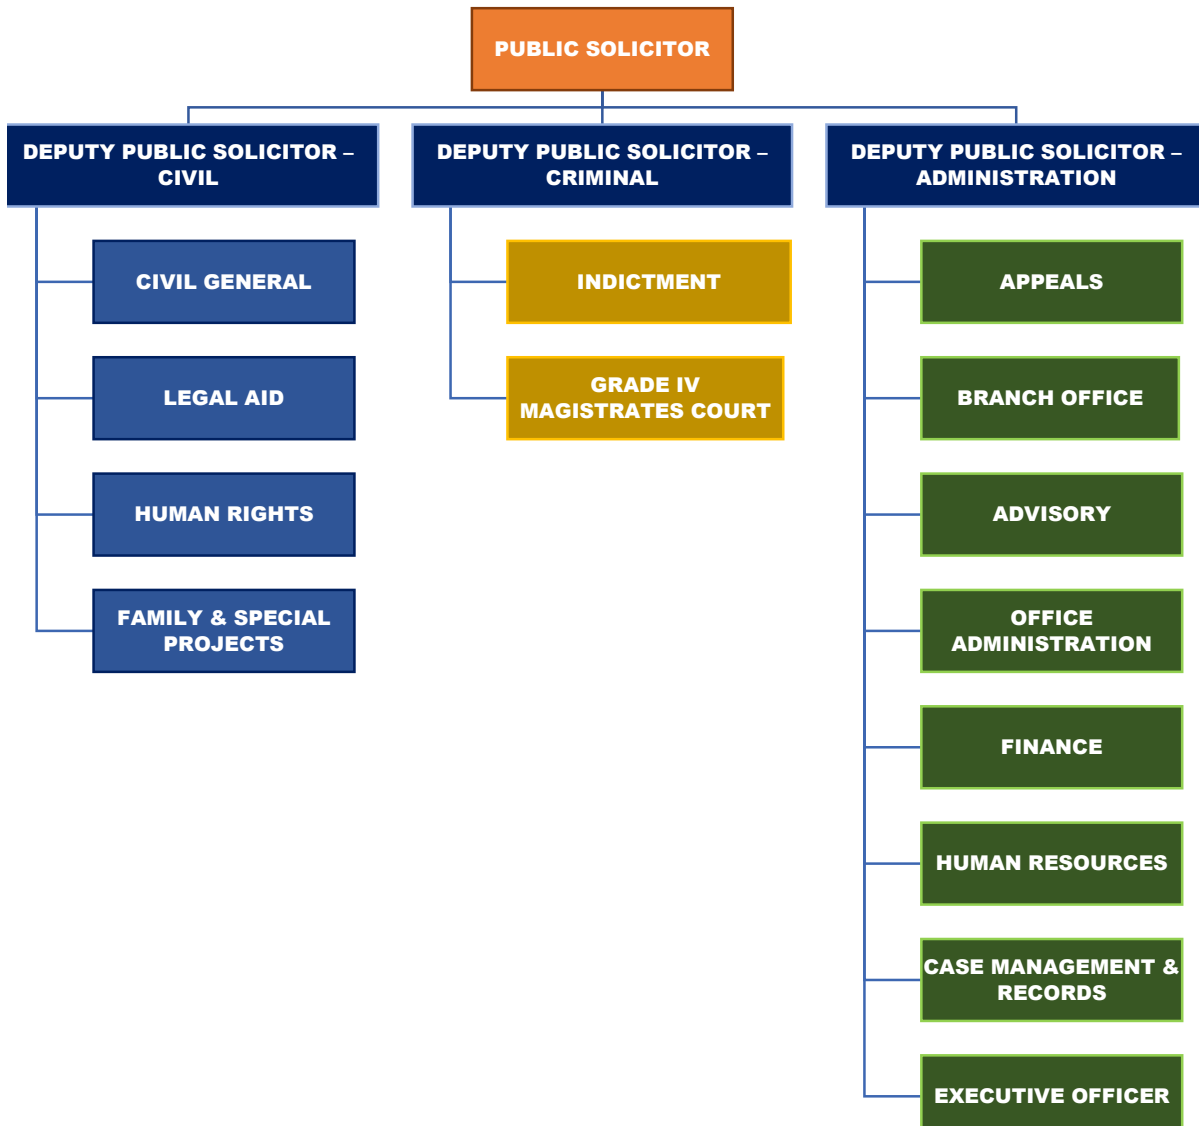 PUBLIC SOLICITOR
DEPUTY PUBLIC SOLICITOR –
CIVIL
CIVIL GENERAL
LEGAL AID
HUMAN RIGHTS
FAMILY & SPECIAL
PROJECTS
DEPUTY PUBLIC SOLICITOR –
CRIMINAL
INDICTMENT
GRADE IV
MAGISTRATES COURT
DEPUTY PUBLIC SOLICITOR –
ADMINISTRATION
APPEALS
BRANCH OFFICE
ADVISORY
OFFICE
ADMINISTRATION
FINANCE
HUMAN RESOURCES
CASE MANAGEMENT &
RECORDS
EXECUTIVE OFFICER